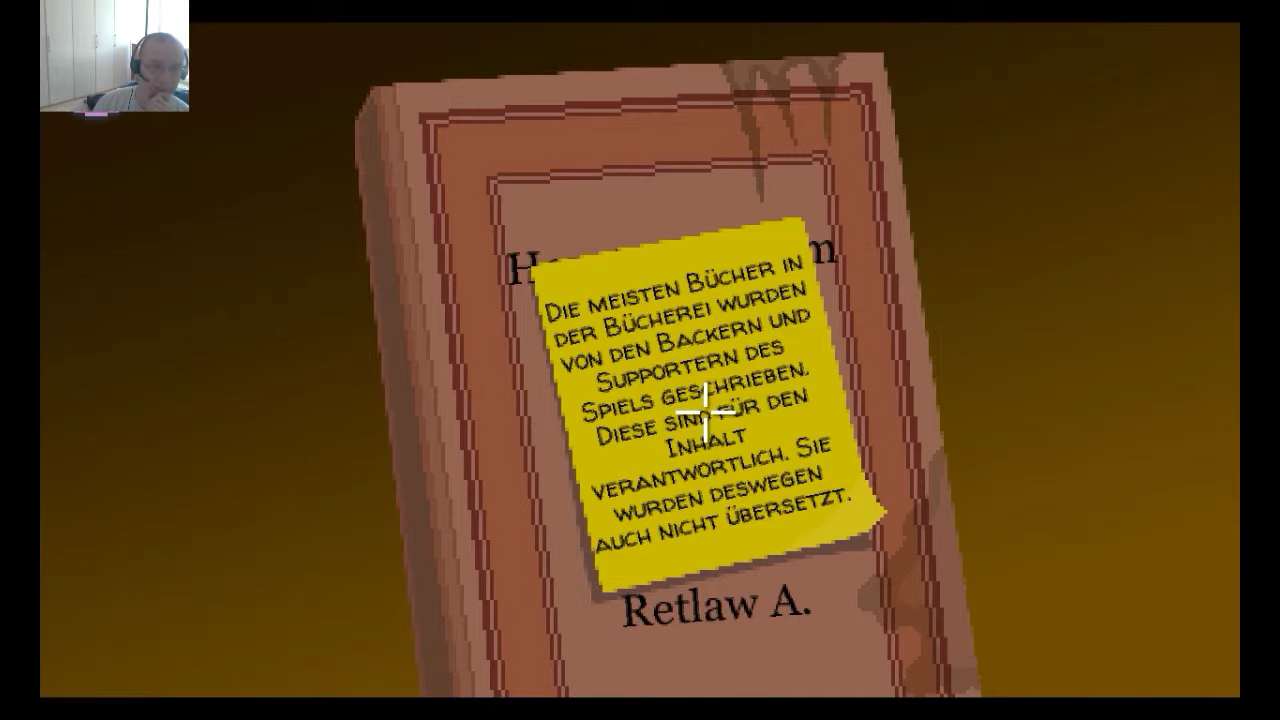 DIE MEISTEN BÜCHER IN
DER BÜCHEREI WURDEN
VON DEN BACKERN UND
SUPPORTERN DES
SPIELS GESCHRIEBEN.
DIESE SIND FÜR DEN
INHALT
VERANTWORTLICH. SIE
WURDEN DESWEGEN
AUCH NICHT ÜBERSETZT.
Retlaw A.